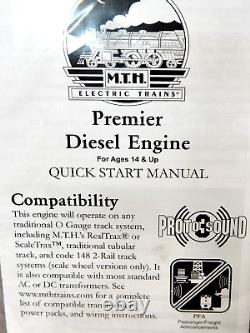 M.T.H.
ELECTRIC TRAINS
Premier
Diesel Engine
For Ages 14 & Up
QUICK START MANUAL
Compatibility
This engine will operate on any
traditional O Gauge track system,
including M.T.H.'s RealTrax® or
ScaleTrax™, traditional tubular
track, and code 148 2-Rail track
systems (scale wheel versions only). It
is also compatible with most standard
AC or DC transformers. See
www.mthtrains.com for a complete
list of compatible transformers,
power packs, and wiring instructions.
PROTO 3 SOUND
PFA
Passenger/Freight
Announcements